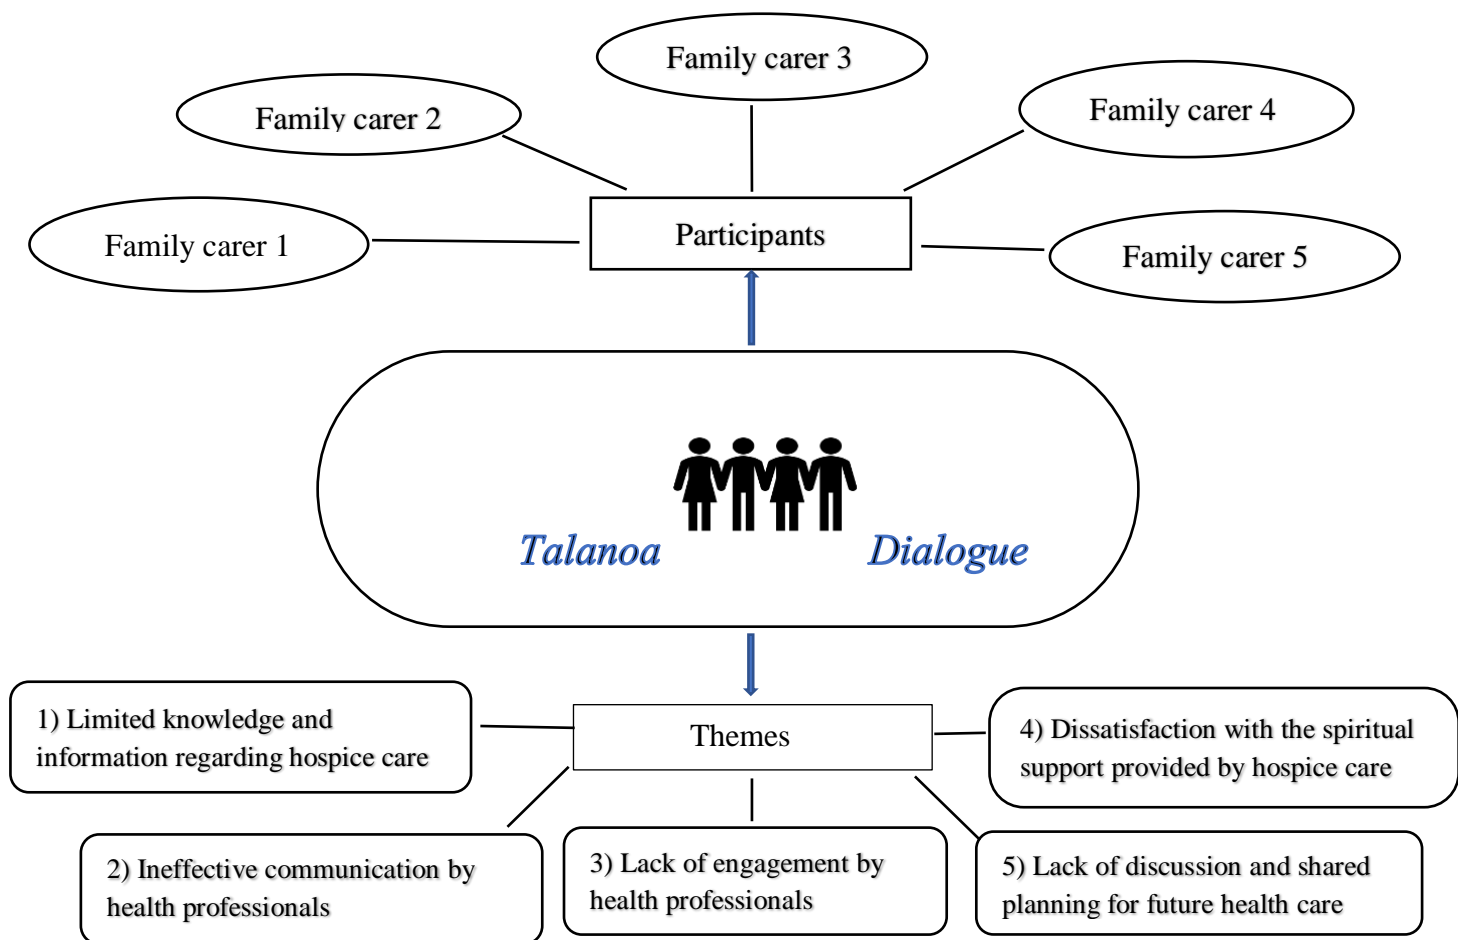 Family carer 3
Family carer 2
Family carer 4
Family carer 1
Participants
Family carer 5
Talanoa Dialogue
1) Limited knowledge and
information regarding hospice care
Themes
4) Dissatisfaction with the spiritual
support provided by hospice care
2) Ineffective communication by
health professionals
3) Lack of engagement by
health professionals
5) Lack of discussion and shared
planning for future health care